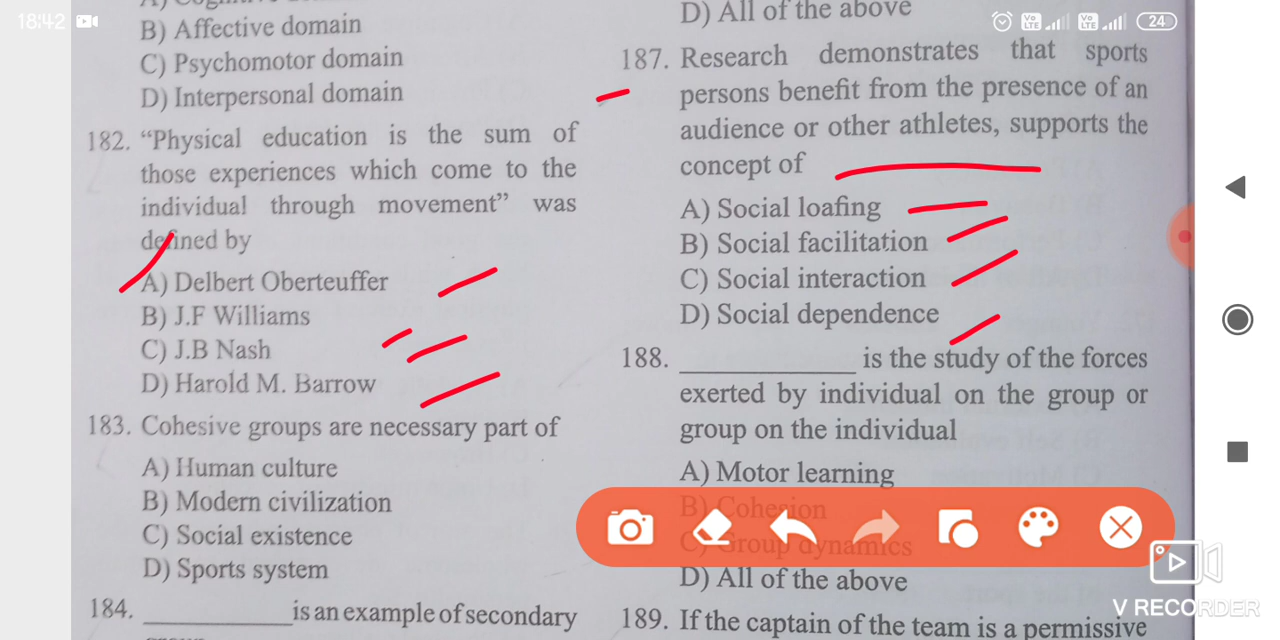 18:42
24
A) Cognitive domain
B) Affective domain
C) Psychomotor domain
D) Interpersonal domain
182. “Physical education is the sum of
those experiences which come to the
individual through movement” was
defined by
A) Delbert Oberteuffer
B) J.F Williams
C) J.B Nash
D) Harold M. Barrow
183. Cohesive groups are necessary part of
A) Human culture
B) Modern civilization
C) Social existence
D) Sports system
184. ____________ is an example of secondary
D) All of the above
187. Research demonstrates that sports
persons benefit from the presence of an
audience or other athletes, supports the
concept of
A) Social loafing
B) Social facilitation
C) Social interaction
D) Social dependence
188. ____________ is the study of the forces
exerted by individual on the group or
group on the individual
A) Motor learning
B) Cohesion
C) Group dynamics
D) All of the above
189. If the captain of the team is a permissive
V RECORDER